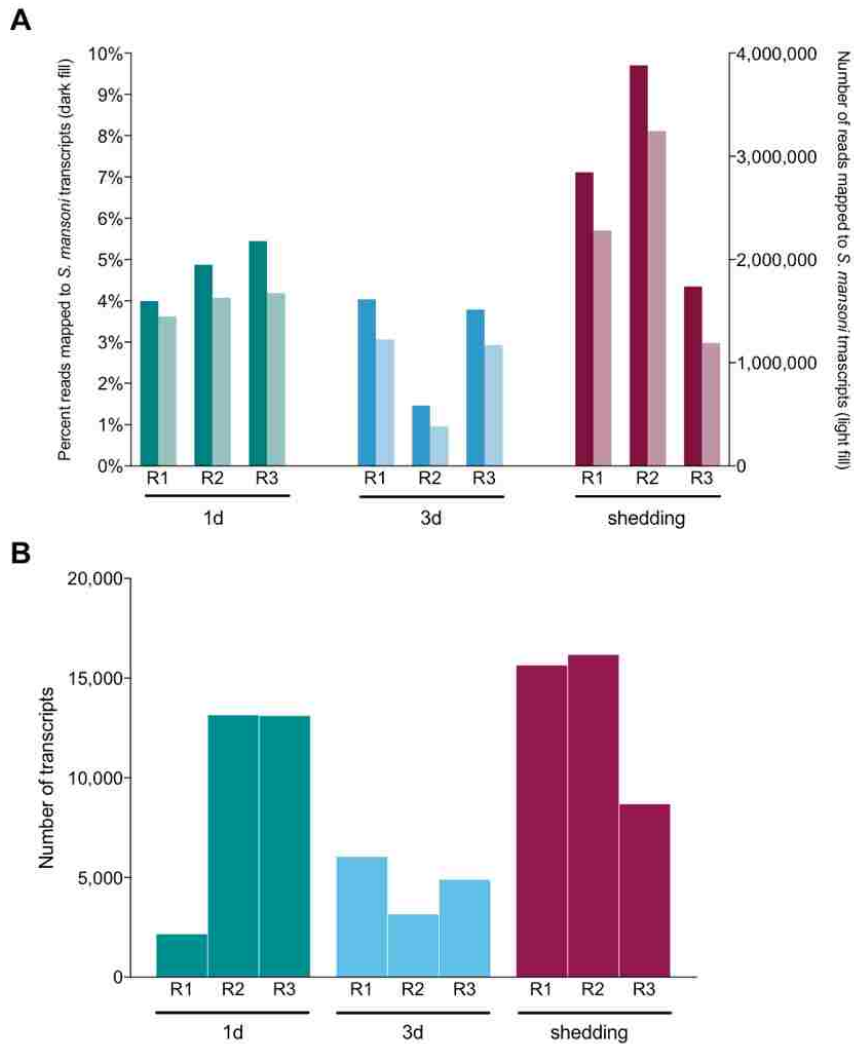 A
Percent reads mapped to S. mansoni transcripts (dark fill)
10%
9%
8%
7%
6%
5%
4%
3%
2%
1%
0%
4,000,000
3,000,000
2,000,000
1,000,000
0
Number of reads mapped to S. mansoni tmascripts (light fill)
R1 R2 R3 R1 R2 R3 R1 R2 R3
1d 3d shedding
B
Number of transcripts
20,000
15,000
10,000
5,000
0
R1 R2 R3 R1 R2 R3 R1 R2 R3
1d 3d shedding